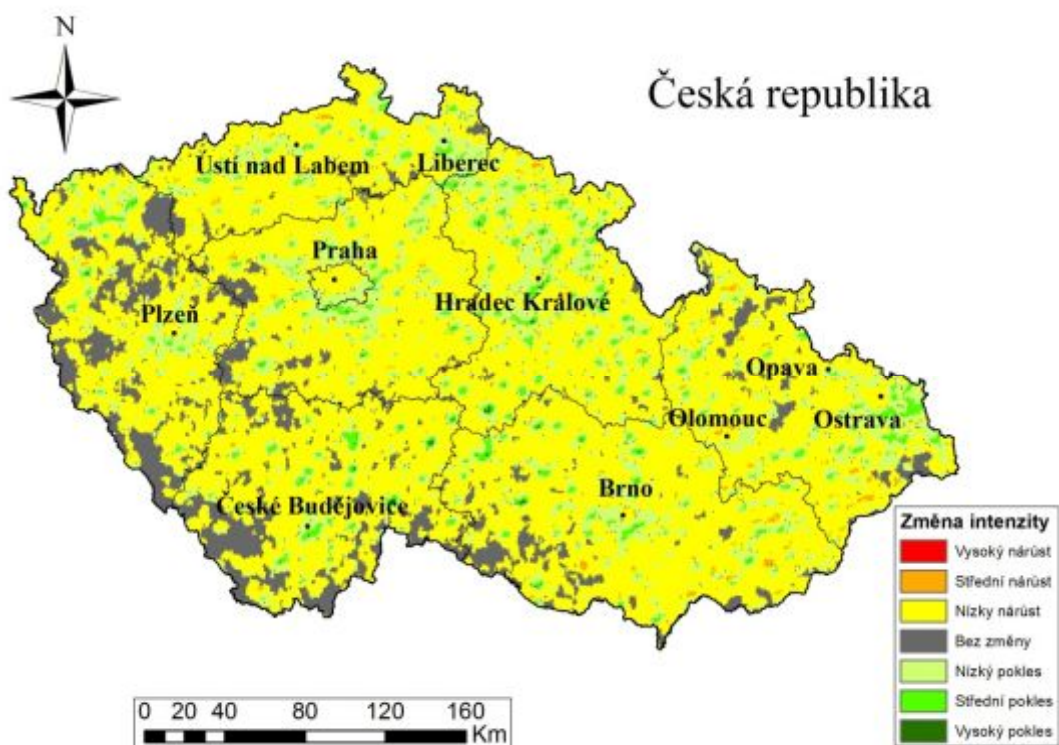 N
Česká republika
Ústí nad Labem
Liberec
Praha
Hradec Králové
Plzeň
Opava
Olomouc
Ostrava
Brno
České Budějovice
Změna intenzity
Vysoký nárůst
Střední nárůst
Nízky nárůst
Bez změny
Nízký pokles
Střední pokles
Vysoký pokles
0 20 40 80 120 160
Km